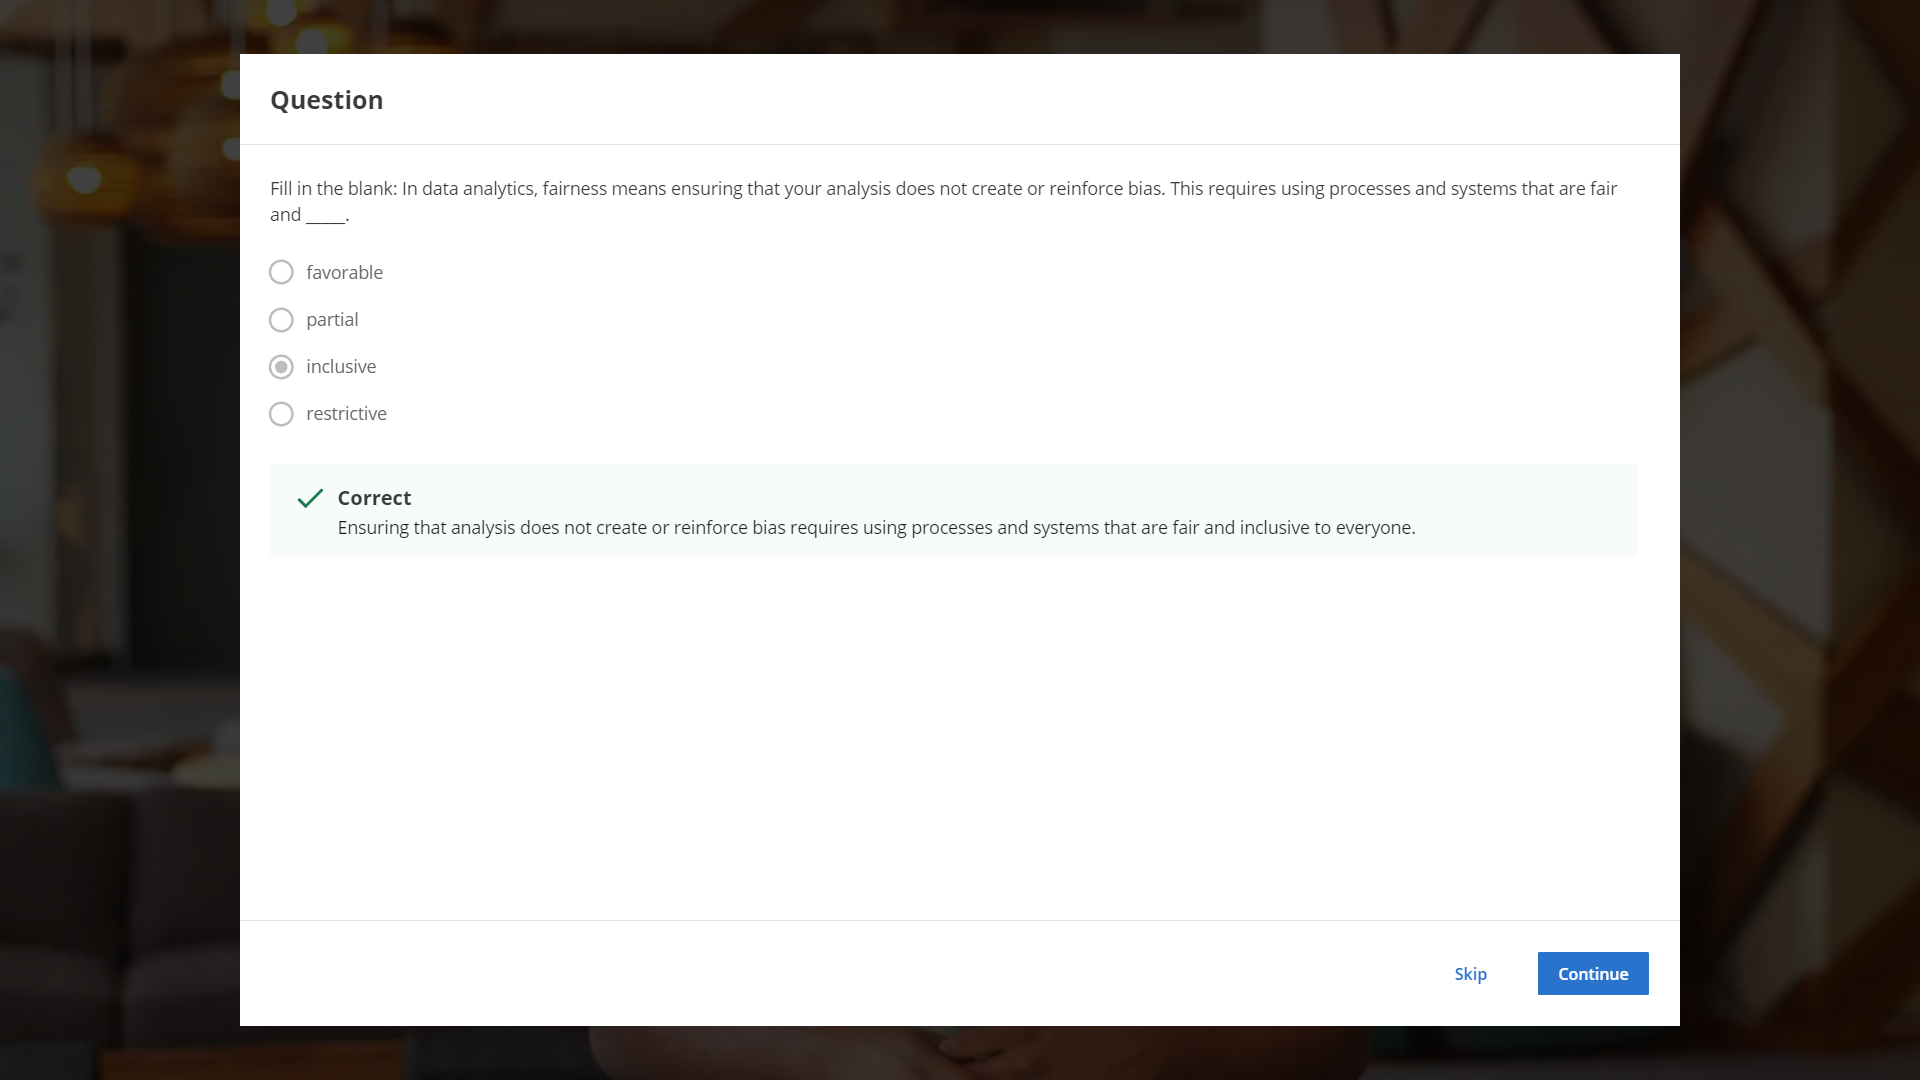 Question
Fill in the blank: In data analytics, fairness means ensuring that your analysis does not create or reinforce bias. This requires using processes and systems that are fair
and _____.
favorable
partial
inclusive
restrictive
Correct
Ensuring that analysis does not create or reinforce bias requires using processes and systems that are fair and inclusive to everyone.
Skip
Continue